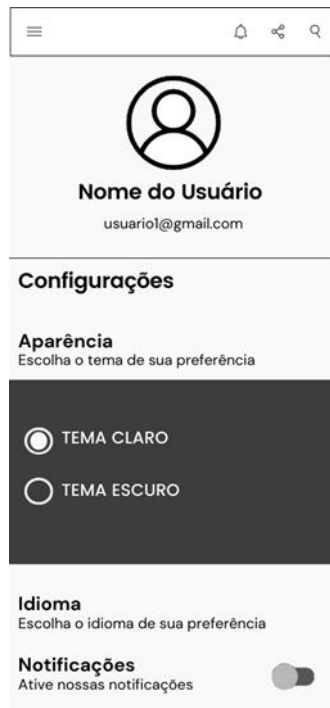 Nome do Usuário
usuario1@gmail.com
Configurações
Aparência
Escolha o tema de sua preferência
TEMA CLARO
TEMA ESCURO
Idioma
Escolha o idioma de sua preferência
Notificações
Ative nossas notificações